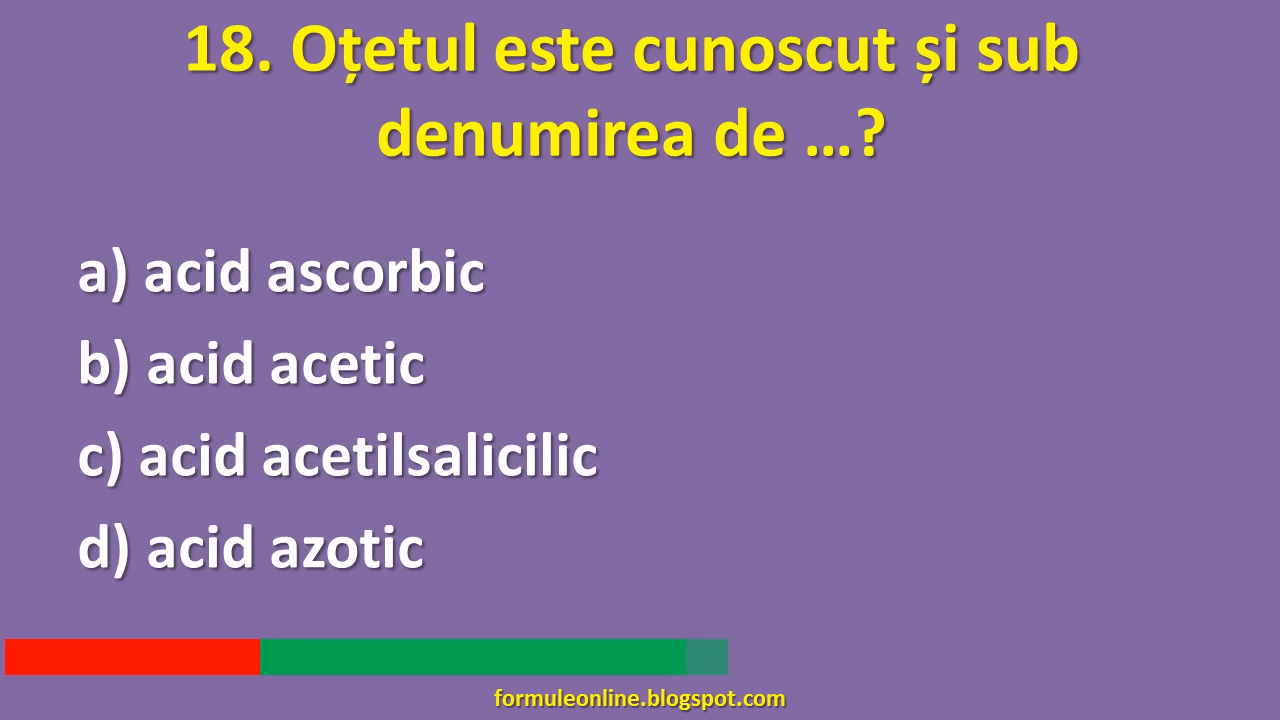 18. Oțetul este cunoscut și sub
denumirea de ...?
a) acid ascorbic
b) acid acetic
c) acid acetilsalicilic
d) acid azotic
formuleonline.blogspot.com